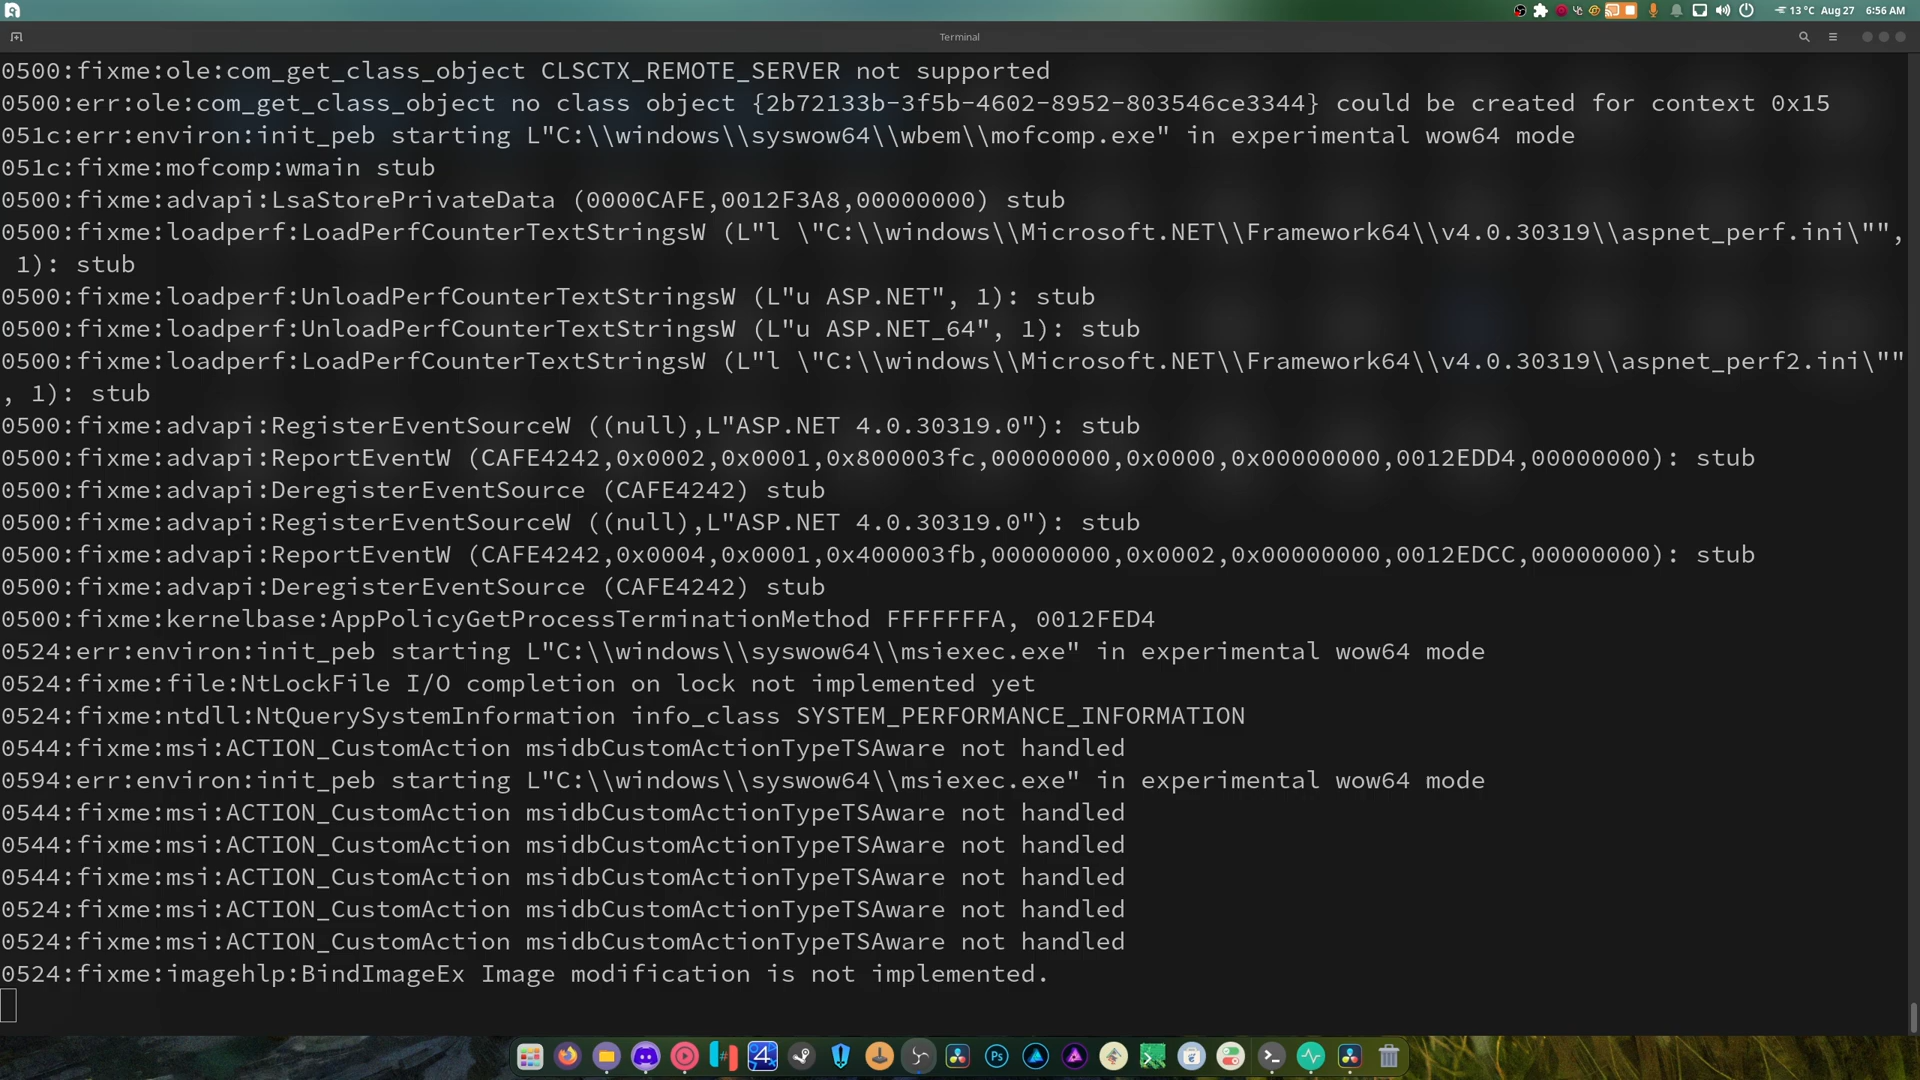 13 °C Aug 27 6:56 AM
Terminal
0500:fixme:ole:com_get_class_object CLSCTX_REMOTE_SERVER not supported
0500:err:ole:com_get_class_object no class object {2b72133b-3f5b-4602-8952-803546ce3344} could be created for context 0x15
051c:err:environ:init_peb starting L"C:\\windows\\syswow64\\wbem\\mofcomp.exe" in experimental wow64 mode
051c:fixme:mofcomp:wmain stub
0500:fixme:advapi:LsaStorePrivateData (0000CAFE,0012F3A8,00000000) stub
0500:fixme:loadperf:LoadPerfCounterTextStringsW (L"l \"C:\\windows\\Microsoft.NET\\Framework64\\v4.0.30319\\aspnet_perf.ini\"",
 1): stub
0500:fixme:loadperf:UnloadPerfCounterTextStringsW (L"u ASP.NET", 1): stub
0500:fixme:loadperf:UnloadPerfCounterTextStringsW (L"u ASP.NET_64", 1): stub
0500:fixme:loadperf:LoadPerfCounterTextStringsW (L"l \"C:\\windows\\Microsoft.NET\\Framework64\\v4.0.30319\\aspnet_perf2.ini\""
, 1): stub
0500:fixme:advapi:RegisterEventSourceW ((null),L"ASP.NET 4.0.30319.0"): stub
0500:fixme:advapi:ReportEventW (CAFE4242,0x0002,0x0001,0x800003fc,00000000,0x0000,0x00000000,0012EDD4,00000000): stub
0500:fixme:advapi:DeregisterEventSource (CAFE4242) stub
0500:fixme:advapi:RegisterEventSourceW ((null),L"ASP.NET 4.0.30319.0"): stub
0500:fixme:advapi:ReportEventW (CAFE4242,0x0004,0x0001,0x400003fb,00000000,0x0002,0x00000000,0012EDCC,00000000): stub
0500:fixme:advapi:DeregisterEventSource (CAFE4242) stub
0500:fixme:kernelbase:AppPolicyGetProcessTerminationMethod FFFFFFFA, 0012FED4
0524:err:environ:init_peb starting L"C:\\windows\\syswow64\\msiexec.exe" in experimental wow64 mode
0524:fixme:file:NtLockFile I/O completion on lock not implemented yet
0524:fixme:ntdll:NtQuerySystemInformation info_class SYSTEM_PERFORMANCE_INFORMATION
0544:fixme:msi:ACTION_CustomAction msidbCustomActionTypeTSAware not handled
0594:err:environ:init_peb starting L"C:\\windows\\syswow64\\msiexec.exe" in experimental wow64 mode
0544:fixme:msi:ACTION_CustomAction msidbCustomActionTypeTSAware not handled
0544:fixme:msi:ACTION_CustomAction msidbCustomActionTypeTSAware not handled
0544:fixme:msi:ACTION_CustomAction msidbCustomActionTypeTSAware not handled
0524:fixme:msi:ACTION_CustomAction msidbCustomActionTypeTSAware not handled
0524:fixme:msi:ACTION_CustomAction msidbCustomActionTypeTSAware not handled
0524:fixme:imagehlp:BindImageEx Image modification is not implemented.
4 Ps